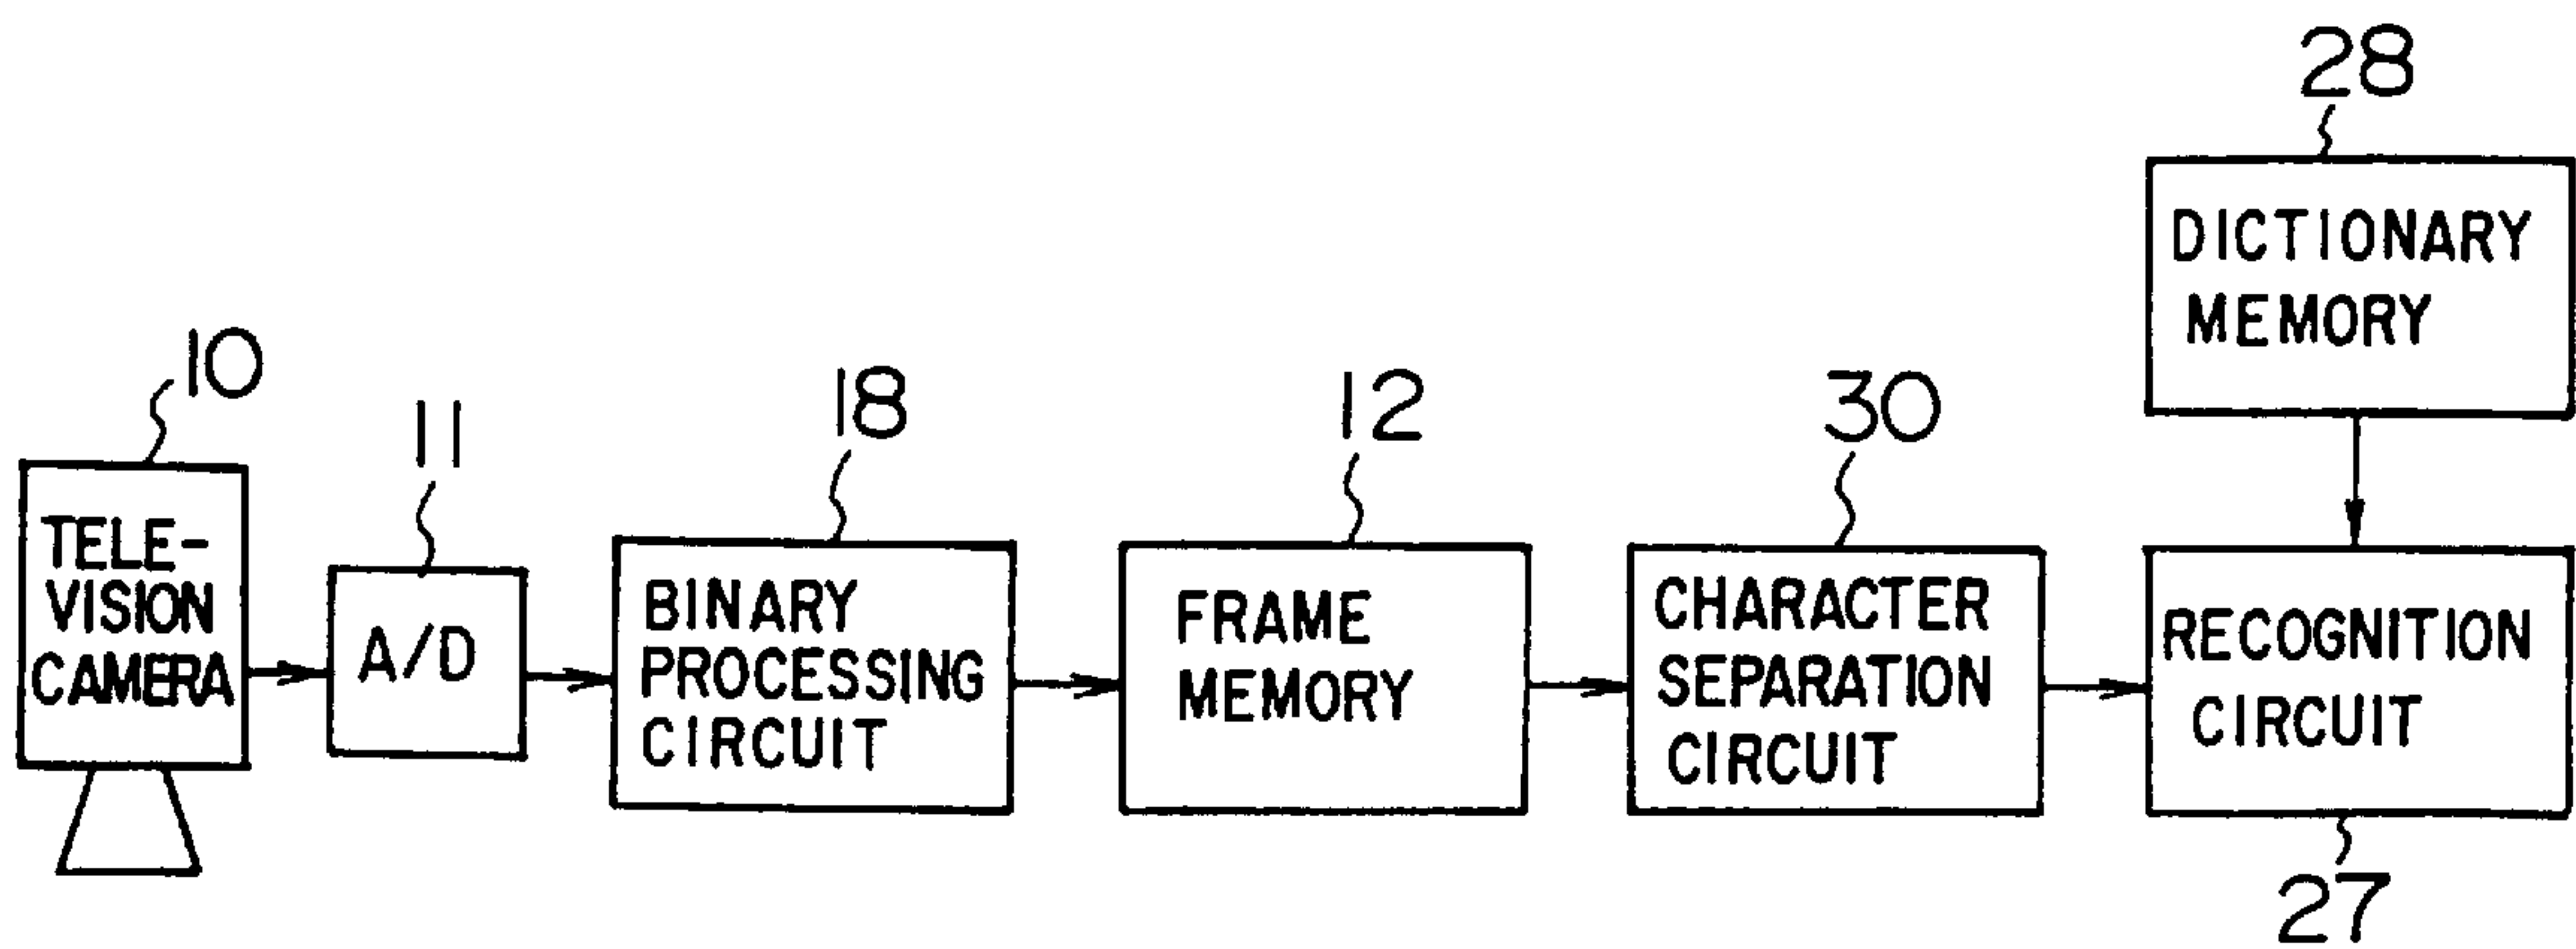 28
DICTIONARY
MEMORY
10
TELE-
VISION
CAMERA
11
A/D
18
BINARY
PROCESSING
CIRCUIT
12
FRAME
MEMORY
30
CHARACTER
SEPARATION
CIRCUIT
RECOGNITION
CIRCUIT
27